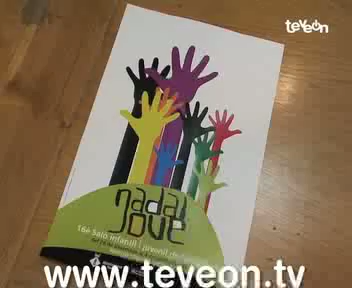 teveon
nadal
Jove
16è Saló infantil i juvenil de
www.teveon.tv